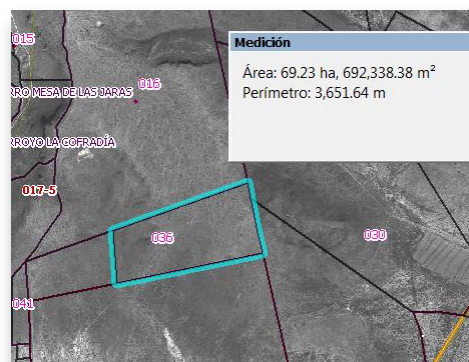 Medición
Área: 69.23 ha, 692,338.38 m²
Perímetro: 3,651.64 m
015
016
RRO MESA DE LAS JARAS
RROYO LA COFRADÍA
017-5
036
030
041